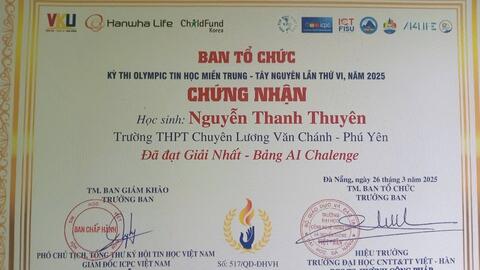 VKU Hanwha Life ChildFund Korea icpc ICT FISU
BAN TỔ CHỨC
KỲ THI OLYMPIC TIN HỌC MIỀN TRUNG - TÂY NGUYÊN LẦN THỨ VI, NĂM 2025
CHỨNG NHẬN
Học sinh: Nguyễn Thanh Thuyên
Trường THPT Chuyên Lương Văn Chánh - Phú Yên
Đã đạt Giải Nhất - Bảng AI Chalenge
Đà Nẵng, ngày 26 tháng 3 năm 2025
TM. BAN GIÁM KHẢO
TRƯỞNG BAN
TM. BAN TỔ CHỨC
TRƯỞNG BAN
BAN CHẤP HÀNH
PHÓ CHỦ TỊCH, TỔNG THƯ KÝ HỘI TIN HỌC VIỆT NAM
GIÁM ĐỐC ICPC VIỆT NAM
Số: 517/QĐ-ĐHVH
HIỆU TRƯỞNG
TRƯỜNG ĐẠI HỌC CNTT&TT VIỆT - HÀN